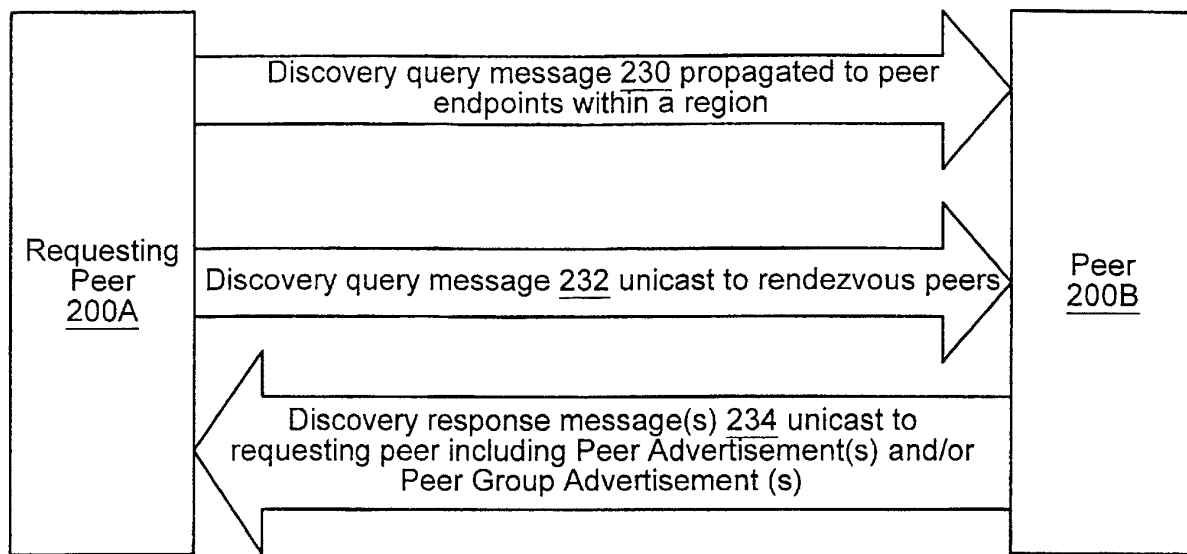 Discovery query message 230 propagated to peer
endpoints within a region
Requesting
Peer
200A
Discovery query message 232 unicast to rendezvous peers
Peer
200B
Discovery response message(s) 234 unicast to
requesting peer including Peer Advertisement(s) and/or
Peer Group Advertisement (s)